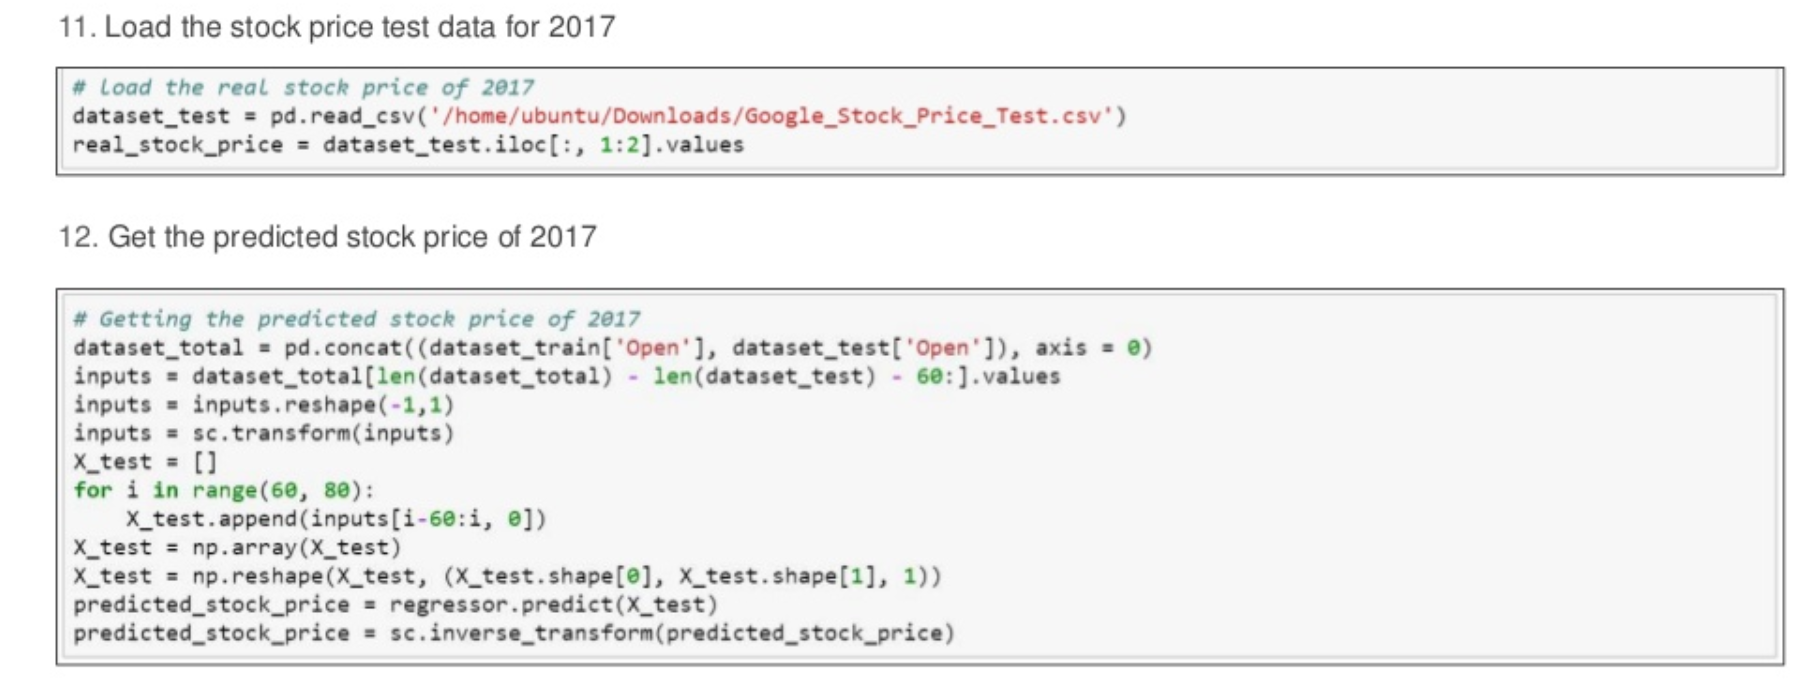 11. Load the stock price test data for 2017
# Load the real stock price of 2017
dataset_test = pd.read_csv('/home/ubuntu/Downloads/Google_Stock_Price_Test.csv')
real_stock_price = dataset_test.iloc[:, 1:2].values
12. Get the predicted stock price of 2017
# Getting the predicted stock price of 2017
dataset_total = pd.concat((dataset_train['Open'], dataset_test['Open']), axis = 0)
inputs = dataset_total[len(dataset_total) - len(dataset_test) - 60:].values
inputs = inputs.reshape(-1,1)
inputs = sc.transform(inputs)
X_test = []
for i in range(60, 80):
    X_test.append(inputs[i-60:i, 0])
X_test = np.array(X_test)
X_test = np.reshape(X_test, (X_test.shape[0], X_test.shape[1], 1))
predicted_stock_price = regressor.predict(X_test)
predicted_stock_price = sc.inverse_transform(predicted_stock_price)